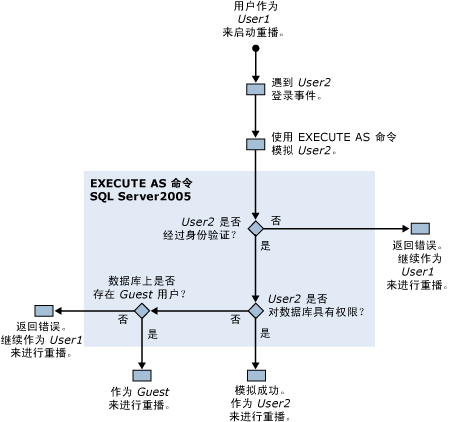 用户作为
User1
来启动重播。
遇到 User2
登录事件。
使用 EXECUTE AS 命令
模拟 User2。
EXECUTE AS 命令
SQL Server2005
User2 是否
经过身份验证？
否
是
返回错误。
继续作为
User1
来进行重播。
数据库上是否
存在 Guest 用户？
User2 是否
对数据库具有权限？
否
否
是
是
返回错误。
继续作为 User1
来进行重播。
作为 Guest
来进行重播。
模拟成功。
作为 User2
来进行重播。